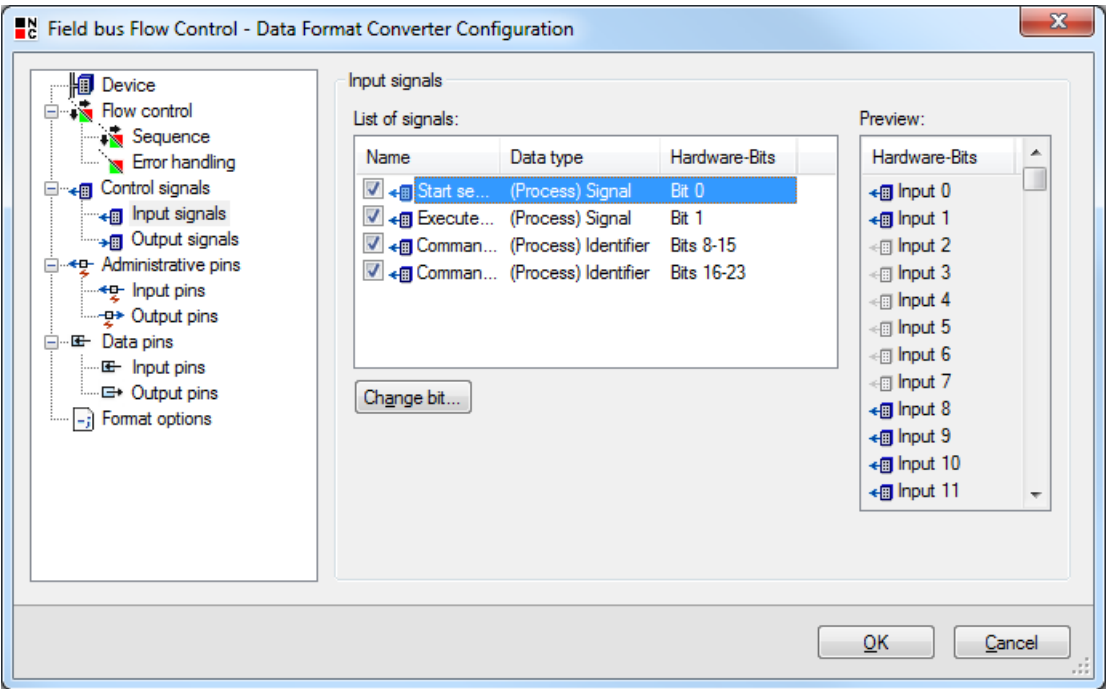 Field bus Flow Control - Data Format Converter Configuration
Device
Flow control
Sequence
Error handling
Control signals
Input signals
Output signals
Administrative pins
Input pins
Output pins
Data pins
Input pins
Output pins
Format options
Input signals
List of signals:
Name Data type Hardware-Bits
Start se... (Process) Signal Bit 0
Execute... (Process) Signal Bit 1
Comman... (Process) Identifier Bits 8-15
Comman... (Process) Identifier Bits 16-23
Change bit...
Preview:
Hardware-Bits
Input 0
Input 1
Input 2
Input 3
Input 4
Input 5
Input 6
Input 7
Input 8
Input 9
Input 10
Input 11
OK Cancel